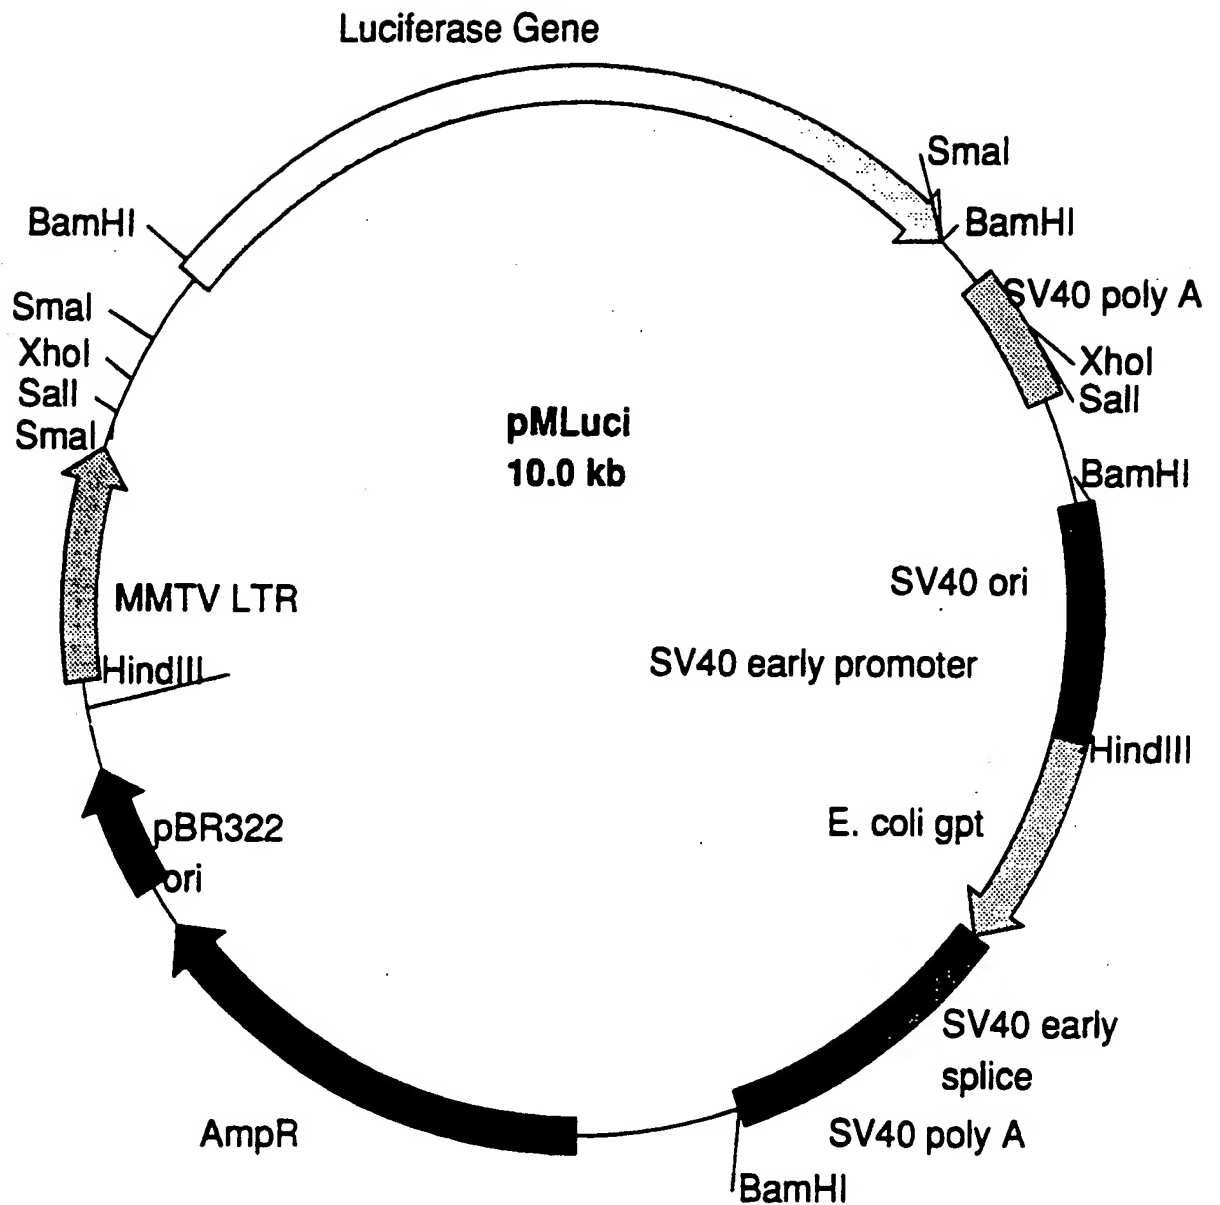 Luciferase Gene
SmaI
BamHI
BamHI
SV40 poly A
SmaI
XhoI
XhoI
SalI
SalI
SmaI
pMLuci
10.0 kb
BamHI
SV40 ori
MMTV LTR
SV40 early promoter
HindIII
HindIII
E. coli gpt
pBR322
ori
SV40 early
splice
SV40 poly A
AmpR
BamHI